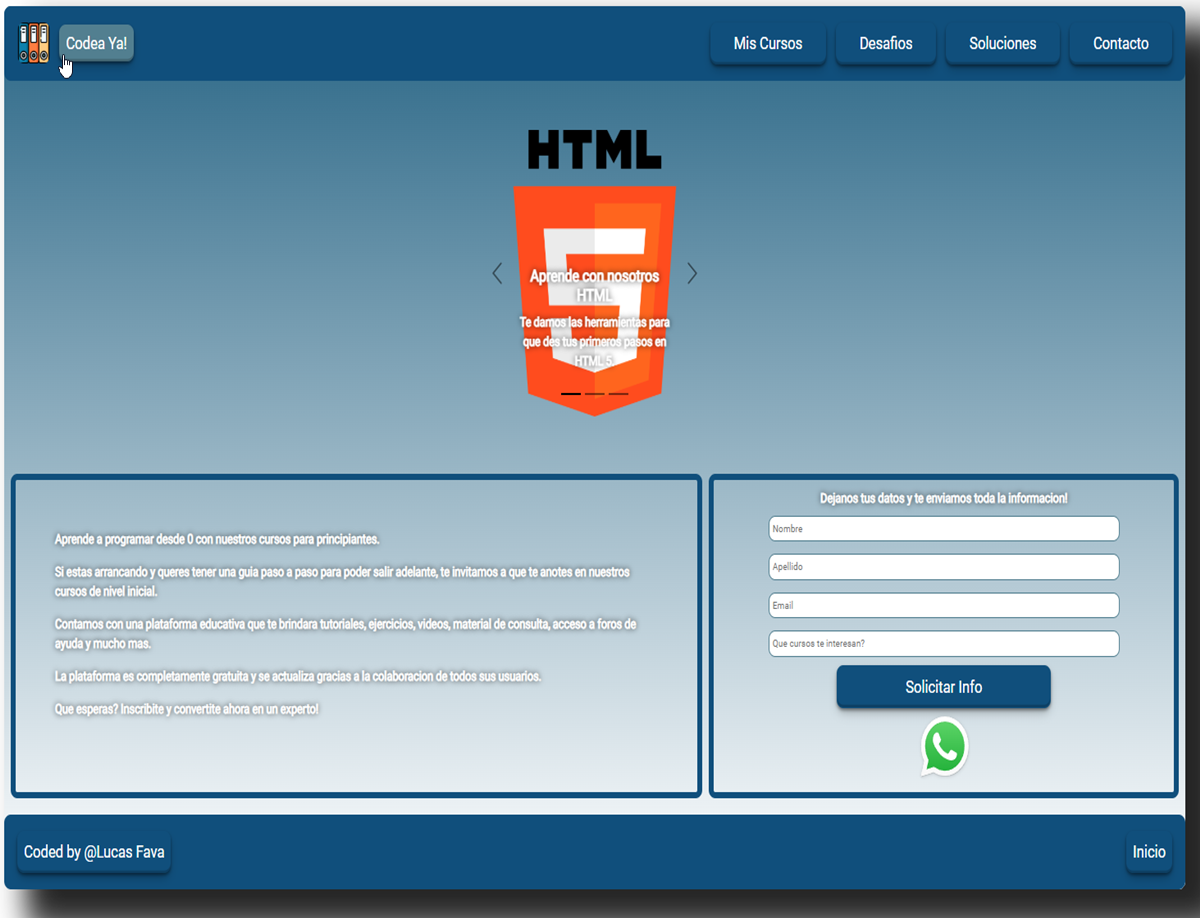 Codea Ya!
Mis Cursos
Desafios
Soluciones
Contacto
HTML
5
Aprende con nosotros
HTML
Te damos las herramientas para
que des tus primeros pasos en
HTML 5.
Aprende a programar desde 0 con nuestros cursos para principiantes.
Si estas arrancando y queres tener una guia paso a paso para poder salir adelante, te invitamos a que te anotes en nuestros
cursos de nivel inicial.
Contamos con una plataforma educativa que te brindara tutoriales, ejercicios, videos, material de consulta, acceso a foros de
ayuda y mucho mas.
La plataforma es completamente gratuita y se actualiza gracias a la colaboracion de todos sus usuarios.
Que esperas? Inscribite y convertite ahora en un experto!
Dejanos tus datos y te enviamos toda la informacion!
Nombre
Apellido
Email
Que cursos te interesan?
Solicitar Info
Coded by @Lucas Fava
Inicio